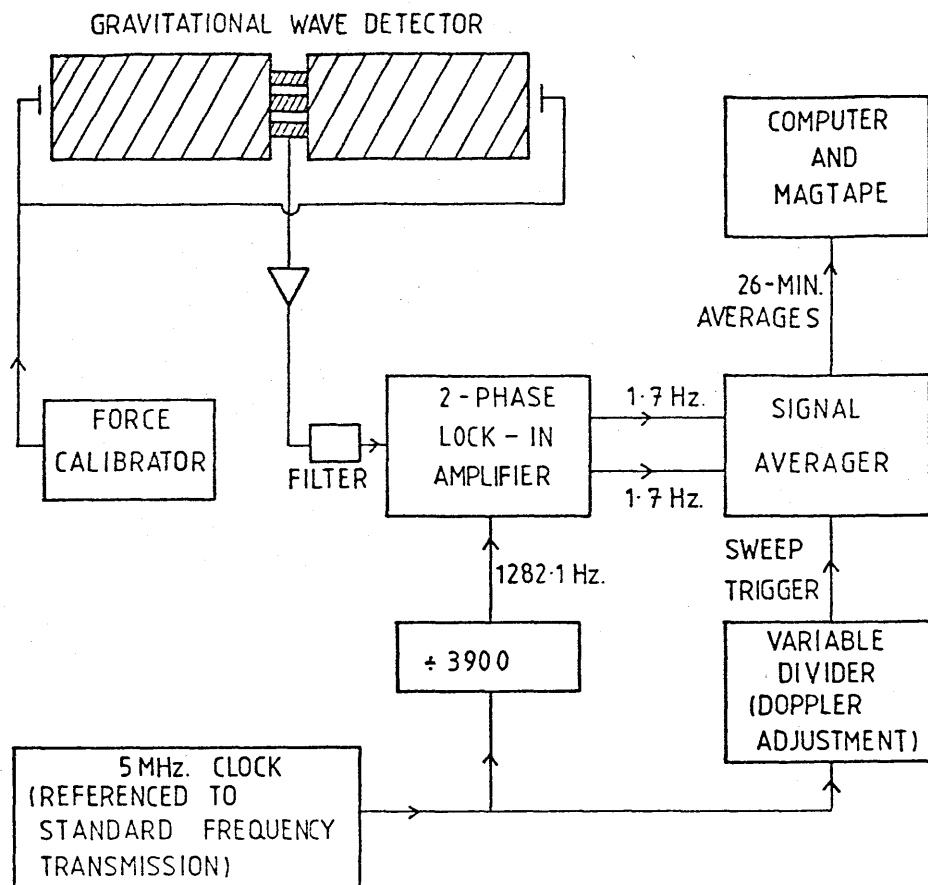 GRAVITATIONAL WAVE DETECTOR
COMPUTER
AND
MAGTAPE
26-MIN.
AVERAGES
FORCE
CALIBRATOR
FILTER
2-PHASE
LOCK-IN
AMPLIFIER
1·7 Hz.
1·7 Hz.
SIGNAL
AVERAGER
1282·1 Hz.
SWEEP
TRIGGER
÷ 3900
VARIABLE
DIVIDER
(DOPPLER
ADJUSTMENT)
5 MHz. CLOCK
(REFERENCED TO
STANDARD FREQUENCY
TRANSMISSION)